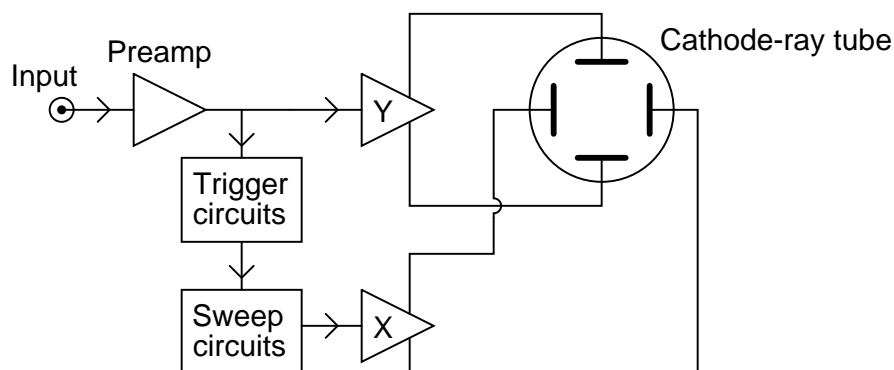 Preamp
Cathode-ray tube
Input
Y
Trigger
circuits
Sweep
circuits
X